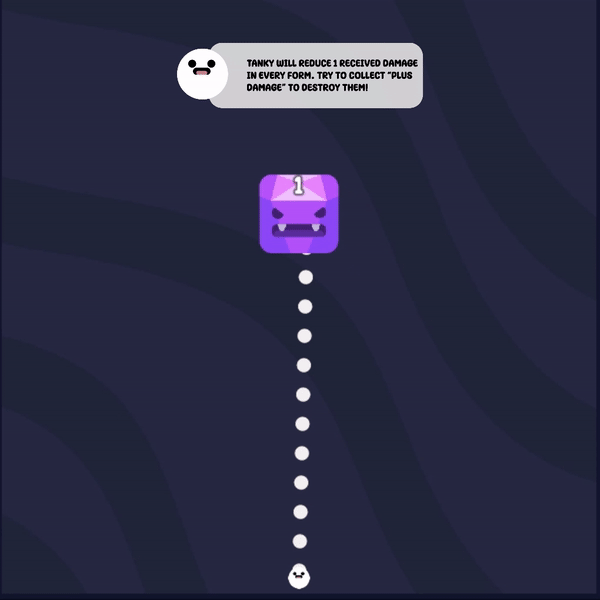 TANKY WILL REDUCE 1 RECEIVED DAMAGE
IN EVERY FORM. TRY TO COLLECT "PLUS
DAMAGE" TO DESTROY THEM!
1